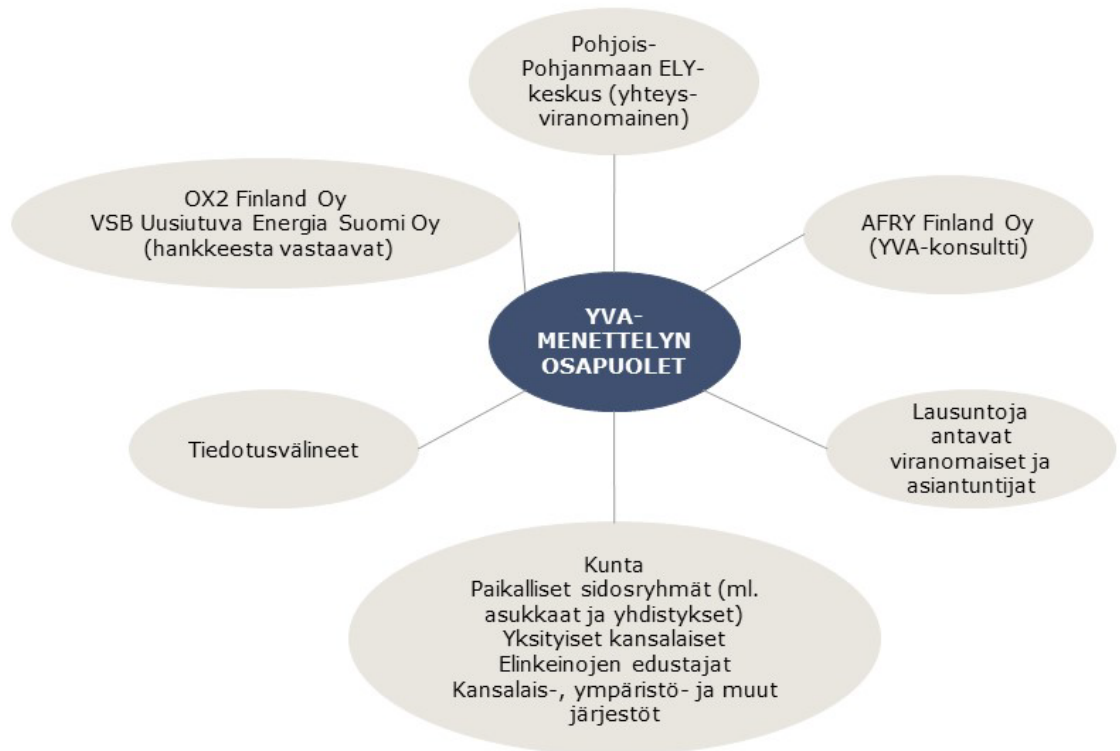 Pohjois-
Pohjanmaan ELY-
keskus (yhteys-
viranomainen)
OX2 Finland Oy
VSB Uusiutuva Energia Suomi Oy
(hankkeesta vastaavat)
AFRY Finland Oy
(YVA-konsultti)
YVA-
MENETTELYN
OSAPUOLET
Tiedotusvälineet
Lausuntoja
antavat
viranomaiset ja
asiantuntijat
Kunta
Paikalliset sidosryhmät (ml.
asukkaat ja yhdistykset)
Yksityiset kansalaiset
Elinkeinojen edustajat
Kansalais-, ympäristö- ja muut
järjestöt